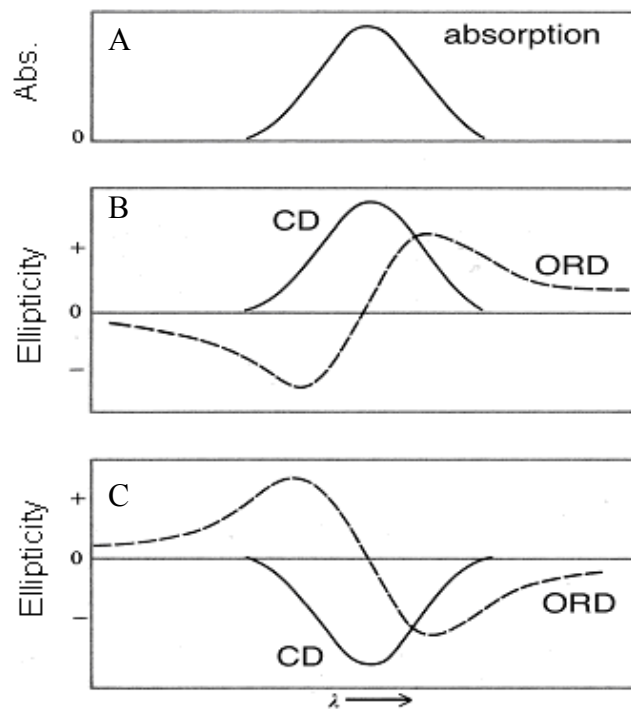 A
absorption
Abs.
0
B
CD
ORD
Ellipticity
+
0
−
C
CD
ORD
Ellipticity
+
0
−
λ